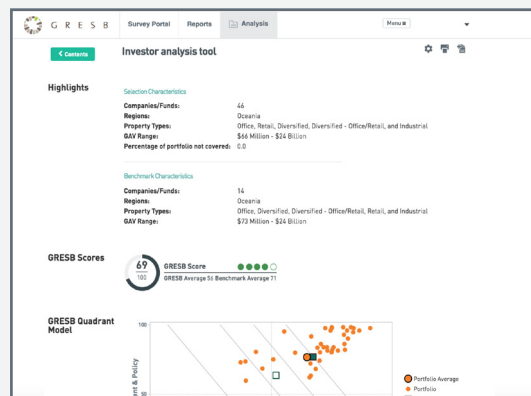 GRESB
Survey Portal
Reports
Analysis
Menu
Contents
Investor analysis tool
Highlights
Selection Characteristics
Companies/Funds: 46
Regions: Oceania
Property Types: Office, Retail, Diversified, Diversified - Office/Retail, and Industrial
GAV Range: $66 Million - $24 Billion
Percentage of portfolio not covered: 0.0
Benchmark Characteristics
Companies/Funds: 14
Regions: Oceania
Property Types: Office, Diversified, Diversified - Office/Retail, Retail, and Industrial
GAV Range: $73 Million - $24 Billion
GRESB Scores
69
100
GRESB Score
GRESB Average 56 Benchmark Average 71
GRESB Quadrant
Model
100
50
nt & Policy
Portfolio Average
Portfolio